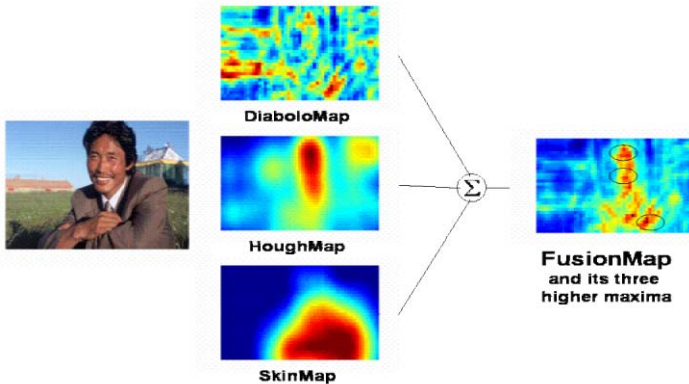 DiaboloMap
HoughMap
SkinMap
Σ
FusionMap
and its three
higher maxima